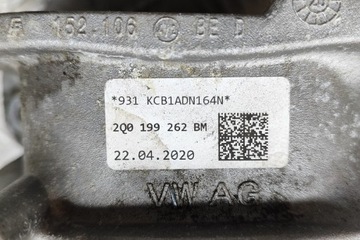 152.106 BE D
*931 KCB1ADN164N*
2Q0 199 262 BM
22.04.2020
VW AG